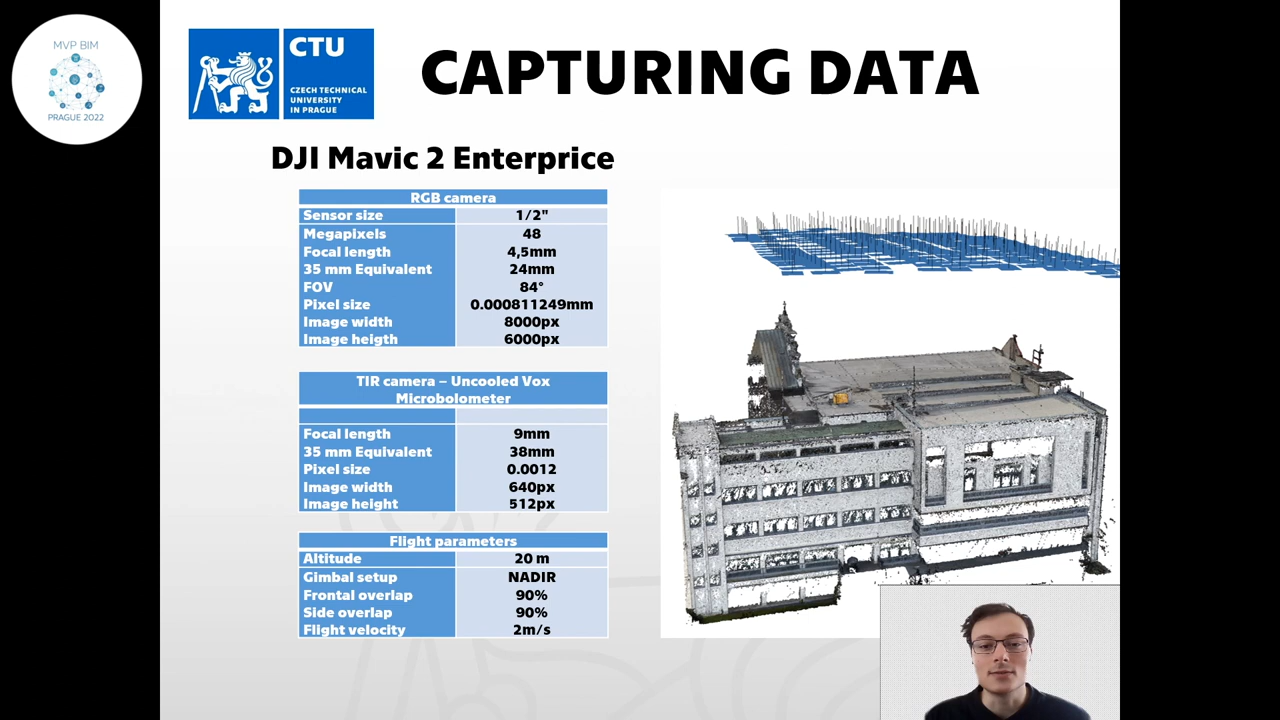 MVP BIM
PRAGUE 2022
CTU
CZECH TECHNICAL
UNIVERSITY
IN PRAGUE
CAPTURING DATA
DJI Mavic 2 Enterprice
RGB camera
Sensor size 1/2"
Megapixels 48
Focal length 4,5mm
35 mm Equivalent 24mm
FOV 84°
Pixel size 0.000811249mm
Image width 8000px
Image heigth 6000px
TIR camera – Uncooled Vox
Microbolometer
Focal length 9mm
35 mm Equivalent 38mm
Pixel size 0.0012
Image width 640px
Image height 512px
Flight parameters
Altitude 20 m
Gimbal setup NADIR
Frontal overlap 90%
Side overlap 90%
Flight velocity 2m/s